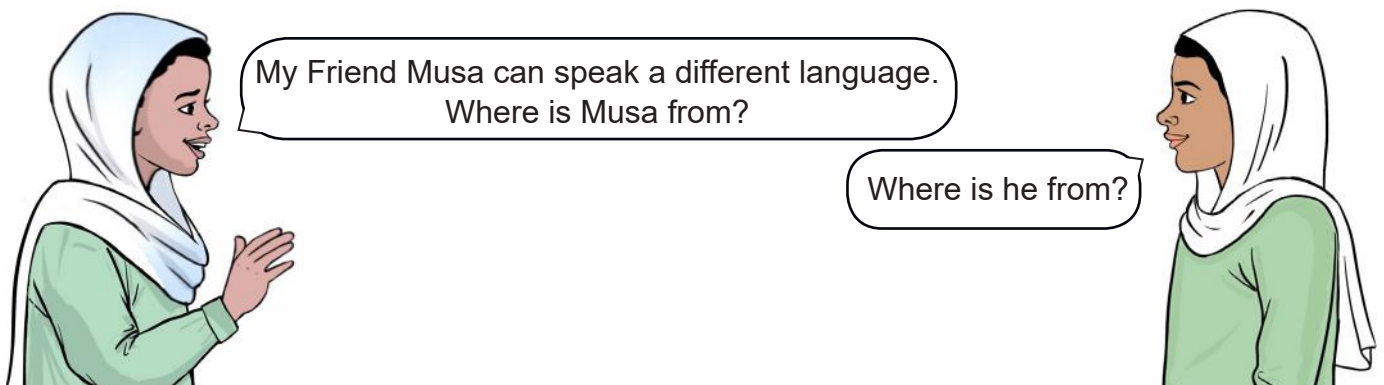 My Friend Musa can speak a different language.
Where is Musa from?
Where is he from?